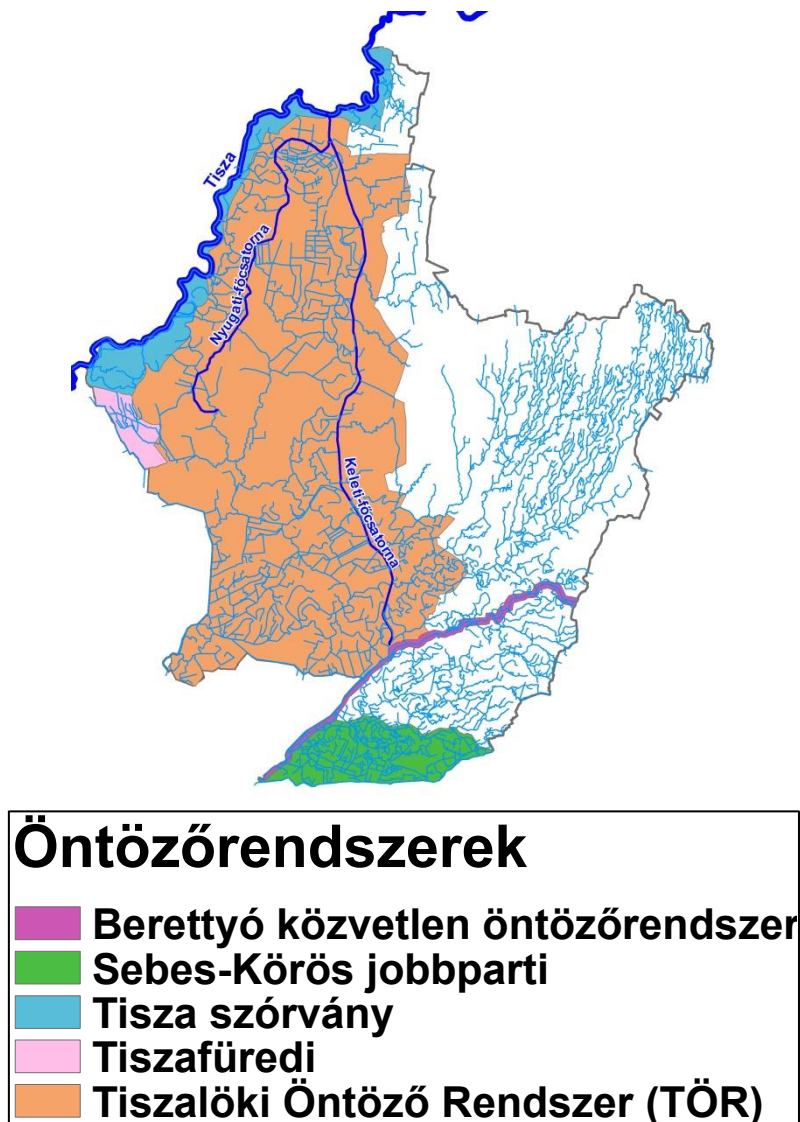 Tisza
Nyugati-főcsatorna
Keleti-főcsatorna
Öntözőrendszerek
Berettyó közvetlen öntözőrendszer
Sebes-Körös jobbparti
Tisza szórvány
Tiszafüredi
Tiszalöki Öntöző Rendszer (TÖR)